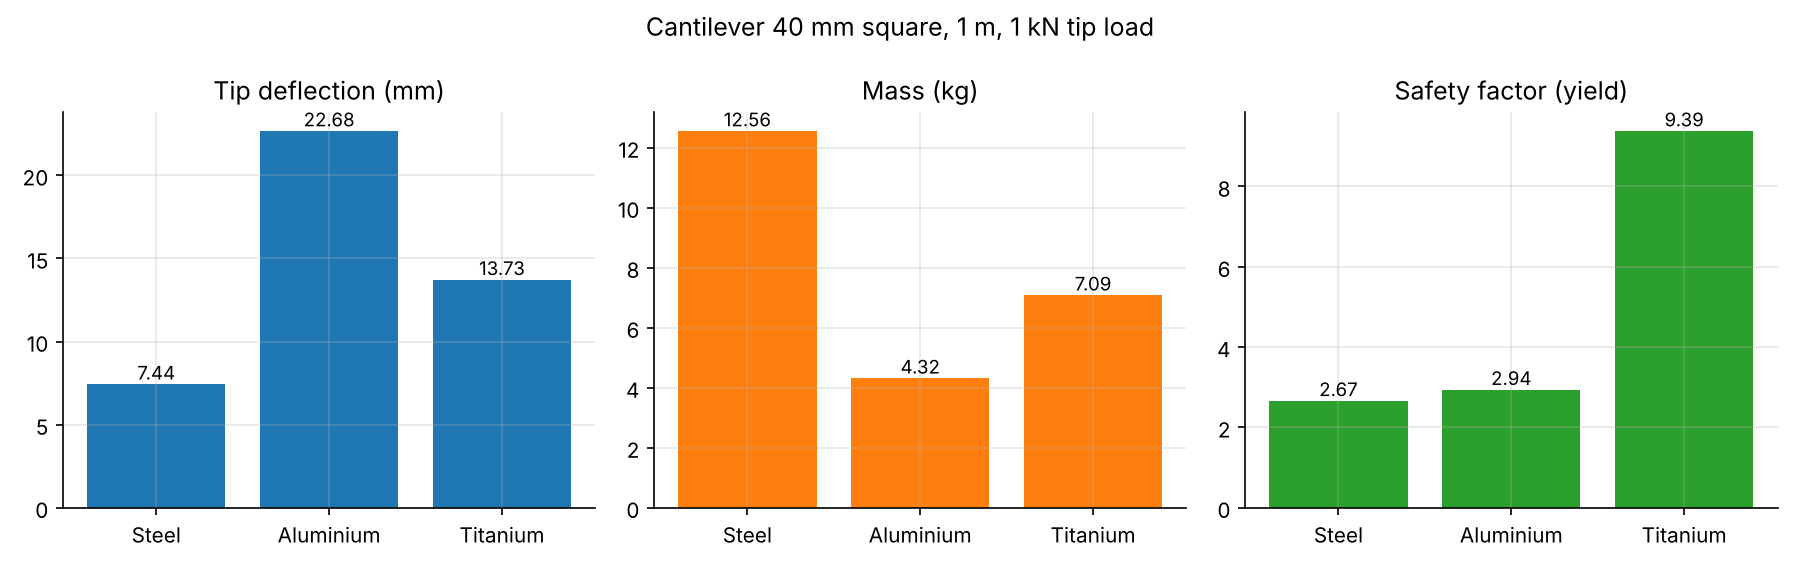 Cantilever 40 mm square, 1 m, 1 kN tip load
Tip deflection (mm)
22.68
20
15
13.73
10
7.44
5
0
Steel
Aluminium
Titanium
Mass (kg)
12.56
12
10
8
7.09
6
4.32
4
2
0
Steel
Aluminium
Titanium
Safety factor (yield)
9.39
8
6
4
2.94
2.67
2
0
Steel
Aluminium
Titanium